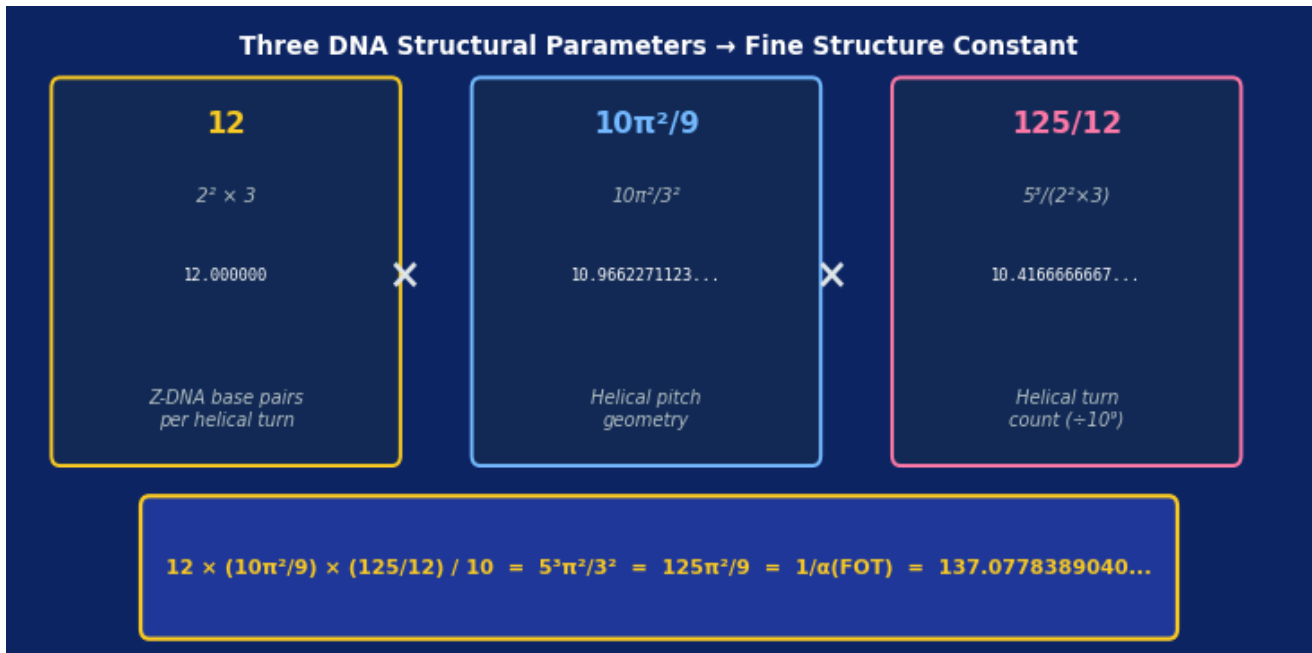 Three DNA Structural Parameters → Fine Structure Constant
12
2² × 3
12.000000
Z-DNA base pairs
per helical turn
×
10π²/9
10π²/3²
10.9662271123...
Helical pitch
geometry
×
125/12
5³/(2²×3)
10.4166666667...
Helical turn
count (÷10⁹)
12 × (10π²/9) × (125/12) / 10 = 5³π²/3² = 125π²/9 = 1/α(FOT) = 137.0778389040...